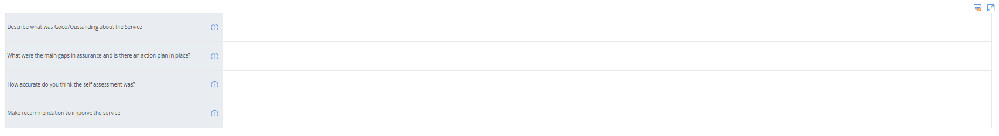 Describe what was Good/Oustanding about the Service
What were the main gaps in assurance and is there an action plan in place?
How accurate do you think the self assessment was?
Make recommendation to imporve the service